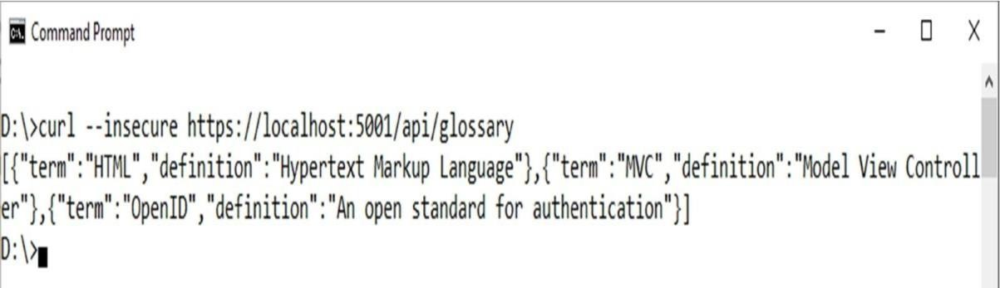 Command Prompt
D:\>curl --insecure https://localhost:5001/api/glossary
[{"term":"HTML","definition":"Hypertext Markup Language"},{"term":"MVC","definition":"Model View Controll
er"},{"term":"OpenID","definition":"An open standard for authentication"}]
D:\>